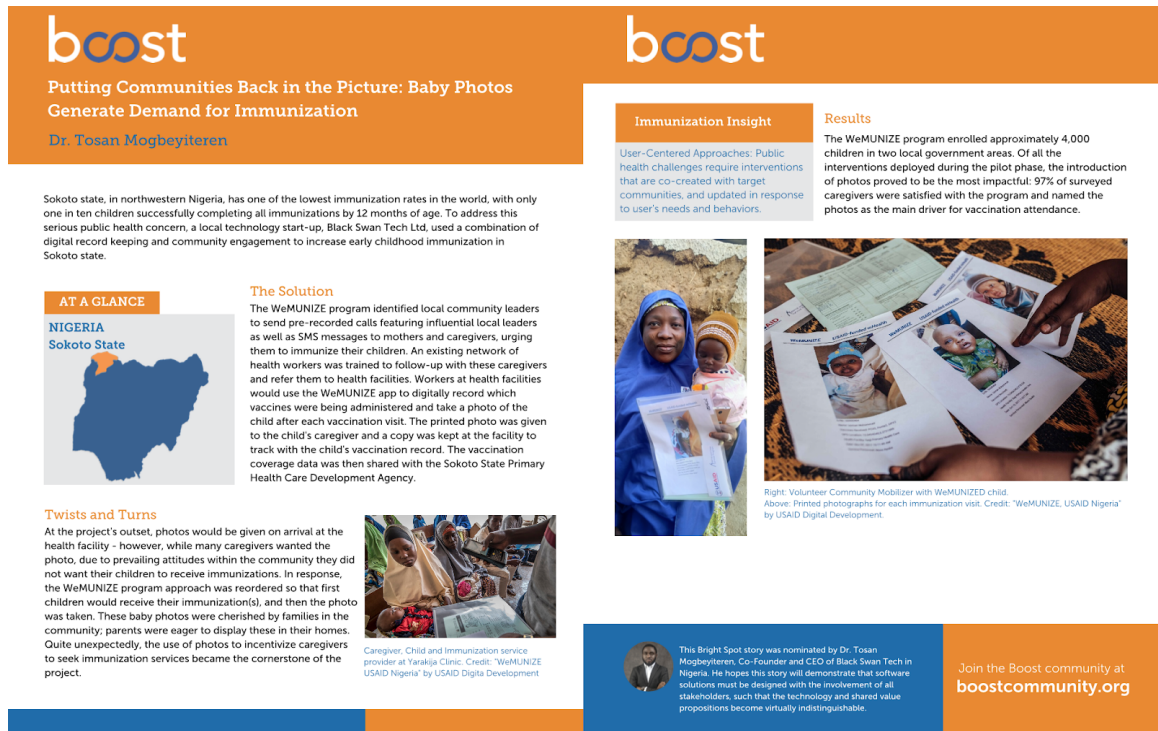 boost
Putting Communities Back in the Picture: Baby Photos
Generate Demand for Immunization
Dr. Tosan Mogbeyiteren
Sokoto state, in northwestern Nigeria, has one of the lowest immunization rates in the world, with only
one in ten children successfully completing all immunizations by 12 months of age. To address this
serious public health concern, a local technology start-up, Black Swan Tech Ltd, used a combination of
digital record keeping and community engagement to increase early childhood immunization in
Sokoto state.
AT A GLANCE
NIGERIA
Sokoto State
The Solution
The WeMUNIZE program identified local community leaders
to send pre-recorded calls featuring influential local leaders
as well as SMS messages to mothers and caregivers, urging
them to immunize their children. An existing network of
health workers was trained to follow-up with these caregivers
and refer them to health facilities. Workers at health facilities
would use the WeMUNIZE app to digitally record which
vaccines were being administered and take a photo of the
child after each vaccination visit. The printed photo was given
to the child's caregiver and a copy was kept at the facility to
track with the child's vaccination record. The vaccination
coverage data was then shared with the Sokoto State Primary
Health Care Development Agency.
Twists and Turns
At the project's outset, photos would be given on arrival at the
health facility - however, while many caregivers wanted the
photo, due to prevailing attitudes within the community they did
not want their children to receive immunizations. In response,
the WeMUNIZE program approach was reordered so that first
children would receive their immunization(s), and then the photo
was taken. These baby photos were cherished by families in the
community; parents were eager to display these in their homes.
Quite unexpectedly, the use of photos to incentivize caregivers
to seek immunization services became the cornerstone of the
project.
Caregiver, Child and Immunization service
provider at Yarakija Clinic. Credit: "WeMUNIZE
USAID Nigeria" by USAID Digita Development
boost
Immunization Insight
User-Centered Approaches: Public
health challenges require interventions
that are co-created with target
communities, and updated in response
to user's needs and behaviors.
Results
The WeMUNIZE program enrolled approximately 4,000
children in two local government areas. Of all the
interventions deployed during the pilot phase, the introduction
of photos proved to be the most impactful: 97% of surveyed
caregivers were satisfied with the program and named the
photos as the main driver for vaccination attendance.
USAID
WeMUNIZE USAID-funded mHealth
WeMUNIZE USAID-funded mHealth
Right: Volunteer Community Mobilizer with WeMUNIZED child.
Above: Printed photographs for each immunization visit. Credit: "WeMUNIZE, USAID Nigeria"
by USAID Digital Development.
This Bright Spot story was nominated by Dr. Tosan
Mogbeyiteren, Co-Founder and CEO of Black Swan Tech in
Nigeria. He hopes this story will demonstrate that software
solutions must be designed with the involvement of all
stakeholders, such that the technology and shared value
propositions become virtually indistinguishable.
Join the Boost community at
boostcommunity.org